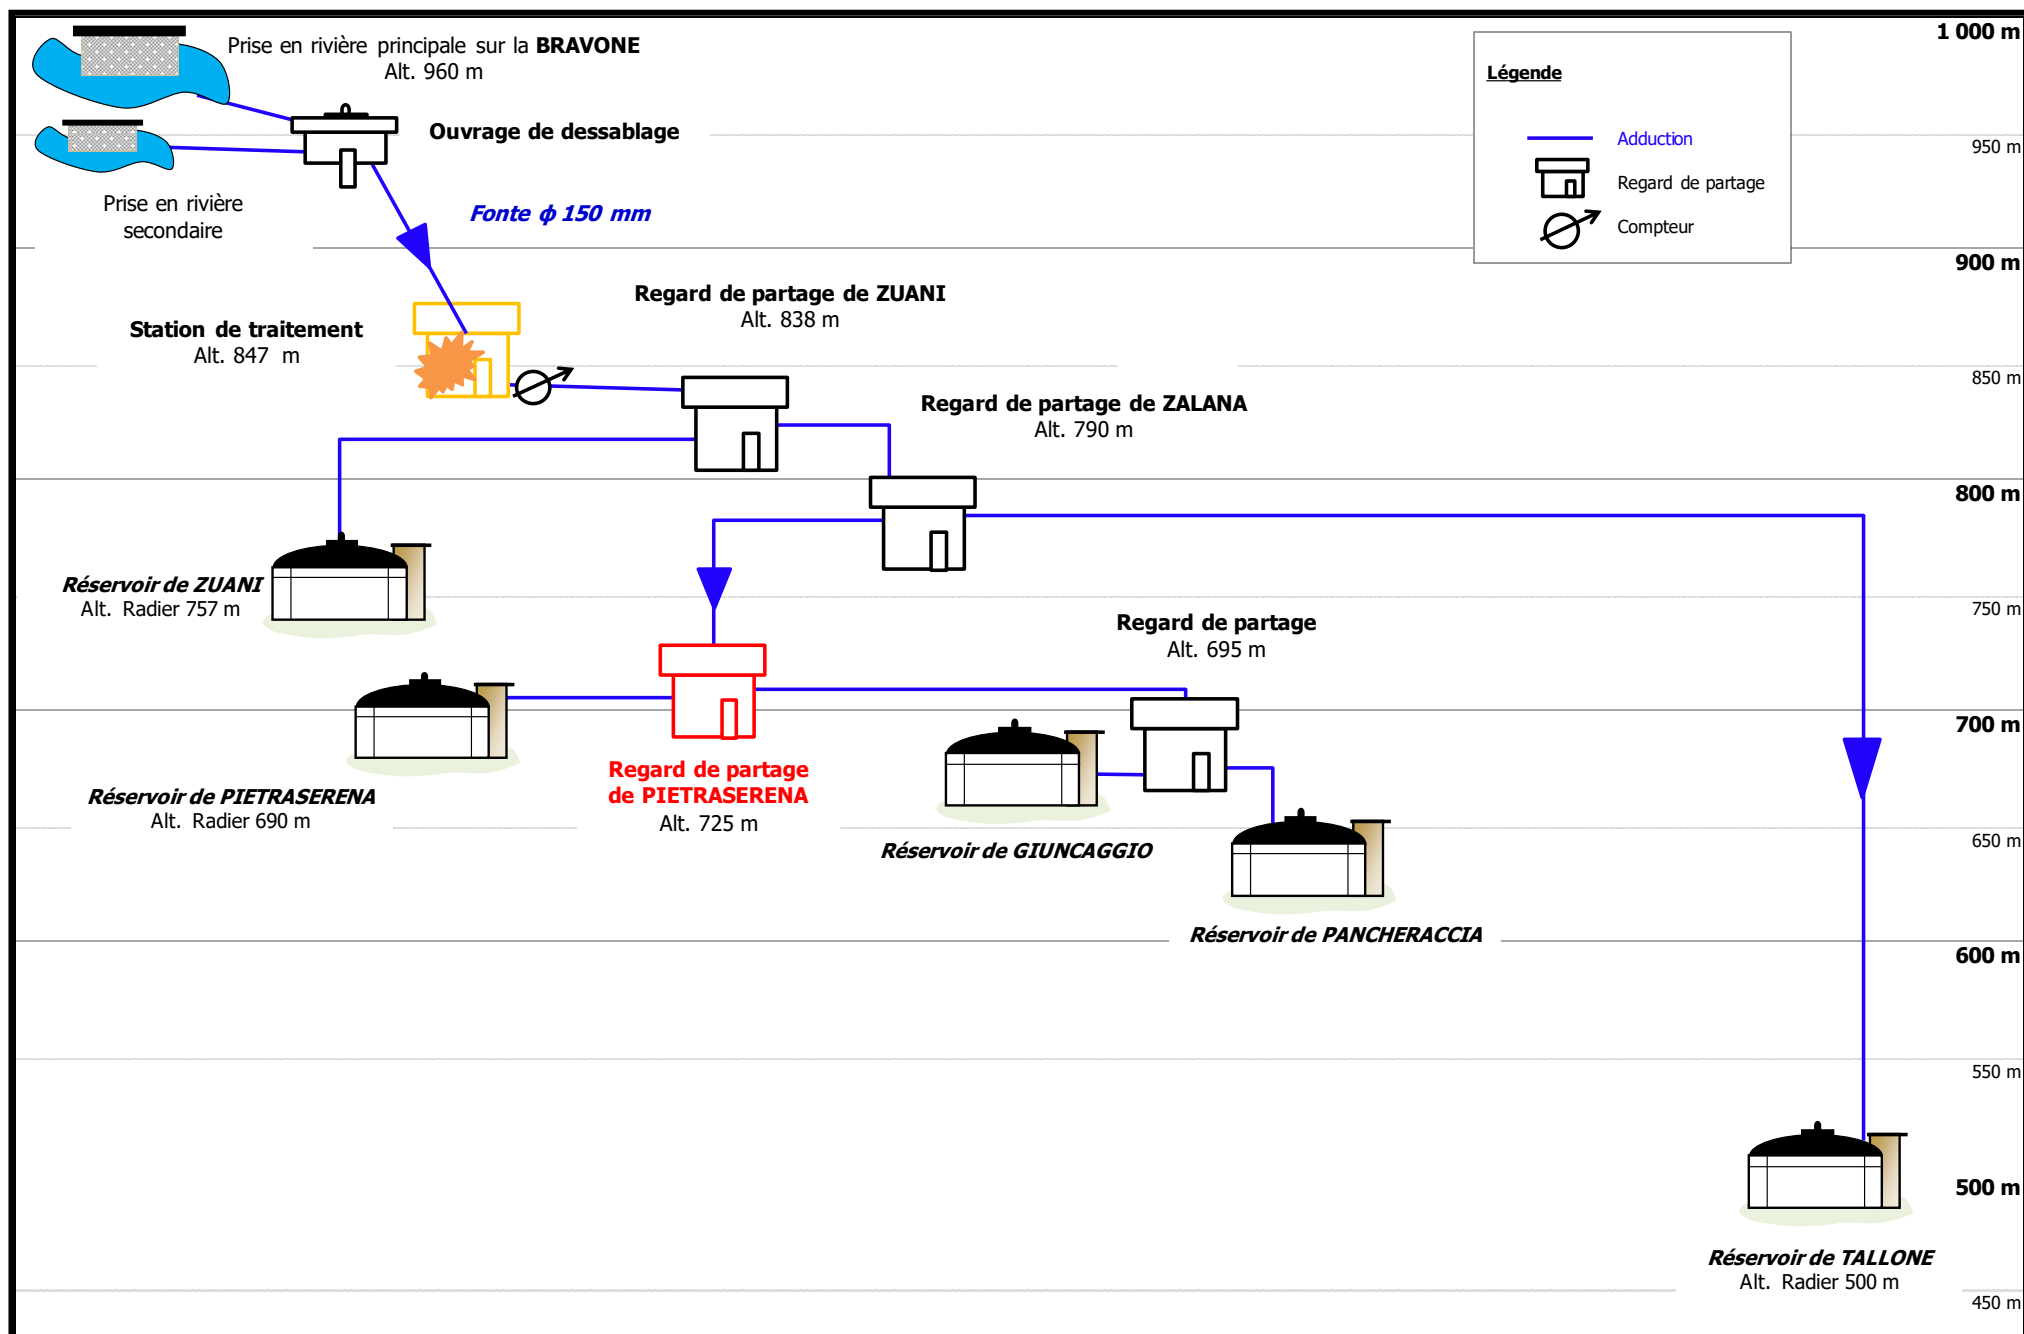 Prise en rivière principale sur la BRAVONE
Alt. 960 m
1 000 m
Légende
Adduction
Regard de partage
Compteur
Ouvrage de dessablage
950 m
Prise en rivière
secondaire
Fonte ϕ 150 mm
900 m
Regard de partage de ZUANI
Alt. 838 m
Station de traitement
Alt. 847 m
850 m
Regard de partage de ZALANA
Alt. 790 m
800 m
Réservoir de ZUANI
Alt. Radier 757 m
750 m
Regard de partage
Alt. 695 m
700 m
Regard de partage
de PIETRASERENA
Alt. 725 m
Réservoir de PIETRASERENA
Alt. Radier 690 m
650 m
Réservoir de GIUNCAGGIO
Réservoir de PANCHERACCIA
600 m
550 m
500 m
Réservoir de TALLONE
Alt. Radier 500 m
450 m